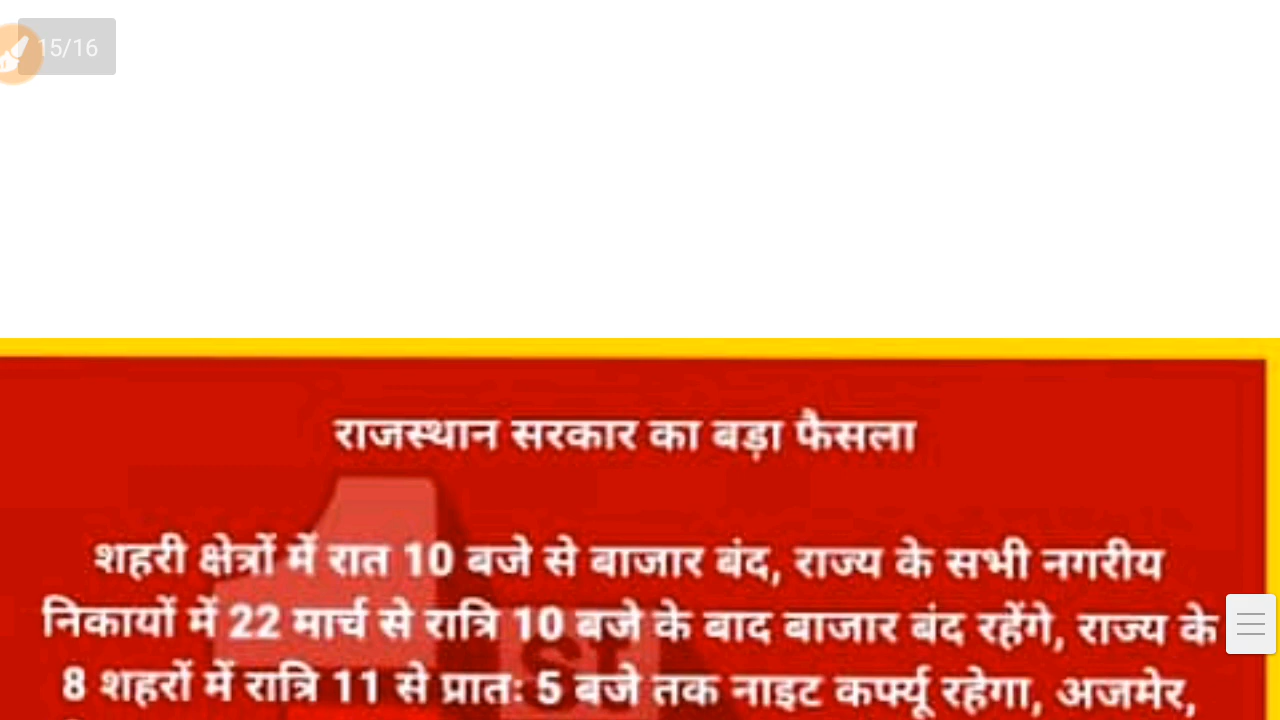 15/16
राजस्थान सरकार का बड़ा फैसला
शहरी क्षेत्रों में रात 10 बजे से बाजार बंद, राज्य के सभी नगरीय
निकायों में 22 मार्च से रात्रि 10 बजे के बाद बाजार बंद रहेंगे, राज्य के
8 शहरों में रात्रि 11 से प्रातः 5 बजे तक नाइट कर्फ्यू रहेगा, अजमेर,